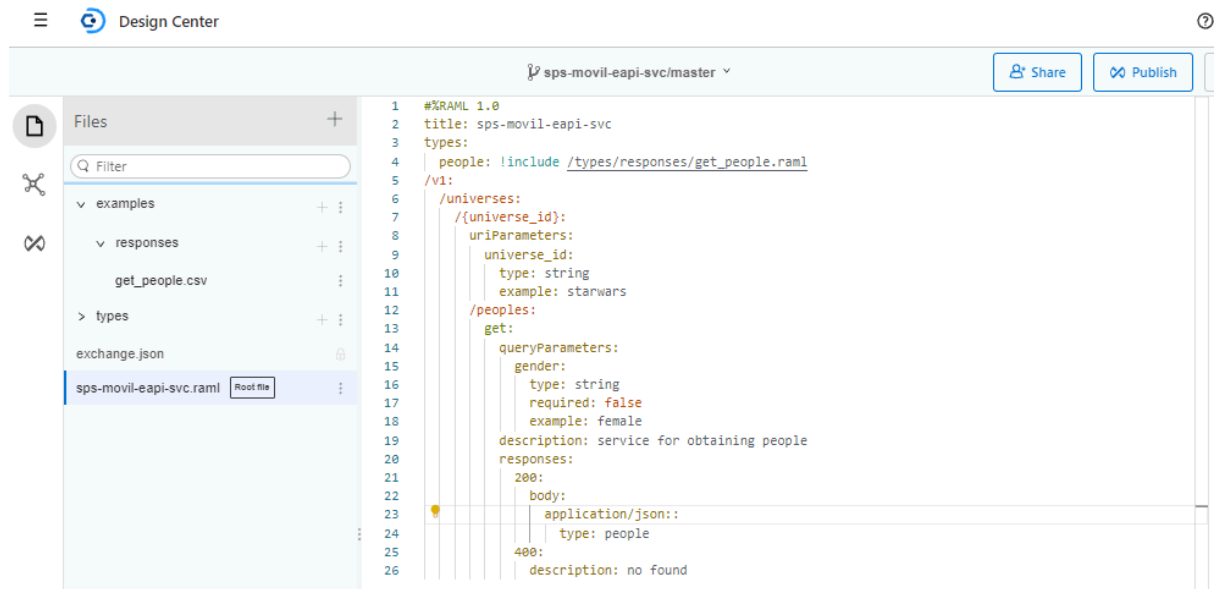 Design Center
sps-movil-eapi-svc/master
Share
Publish
Files
Filter
examples
responses
get_people.csv
types
exchange.json
sps-movil-eapi-svc.raml Root file
1 #%RAML 1.0
2 title: sps-movil-eapi-svc
3 types:
4 people: !include /types/responses/get_people.raml
5 /v1:
6 /universes:
7 /{universe_id}:
8 uriParameters:
9 universe_id:
10 type: string
11 example: starwars
12 /peoples:
13 get:
14 queryParameters:
15 gender:
16 type: string
17 required: false
18 example: female
19 description: service for obtaining people
20 responses:
21 200:
22 body:
23 application/json::
24 type: people
25 400:
26 description: no found